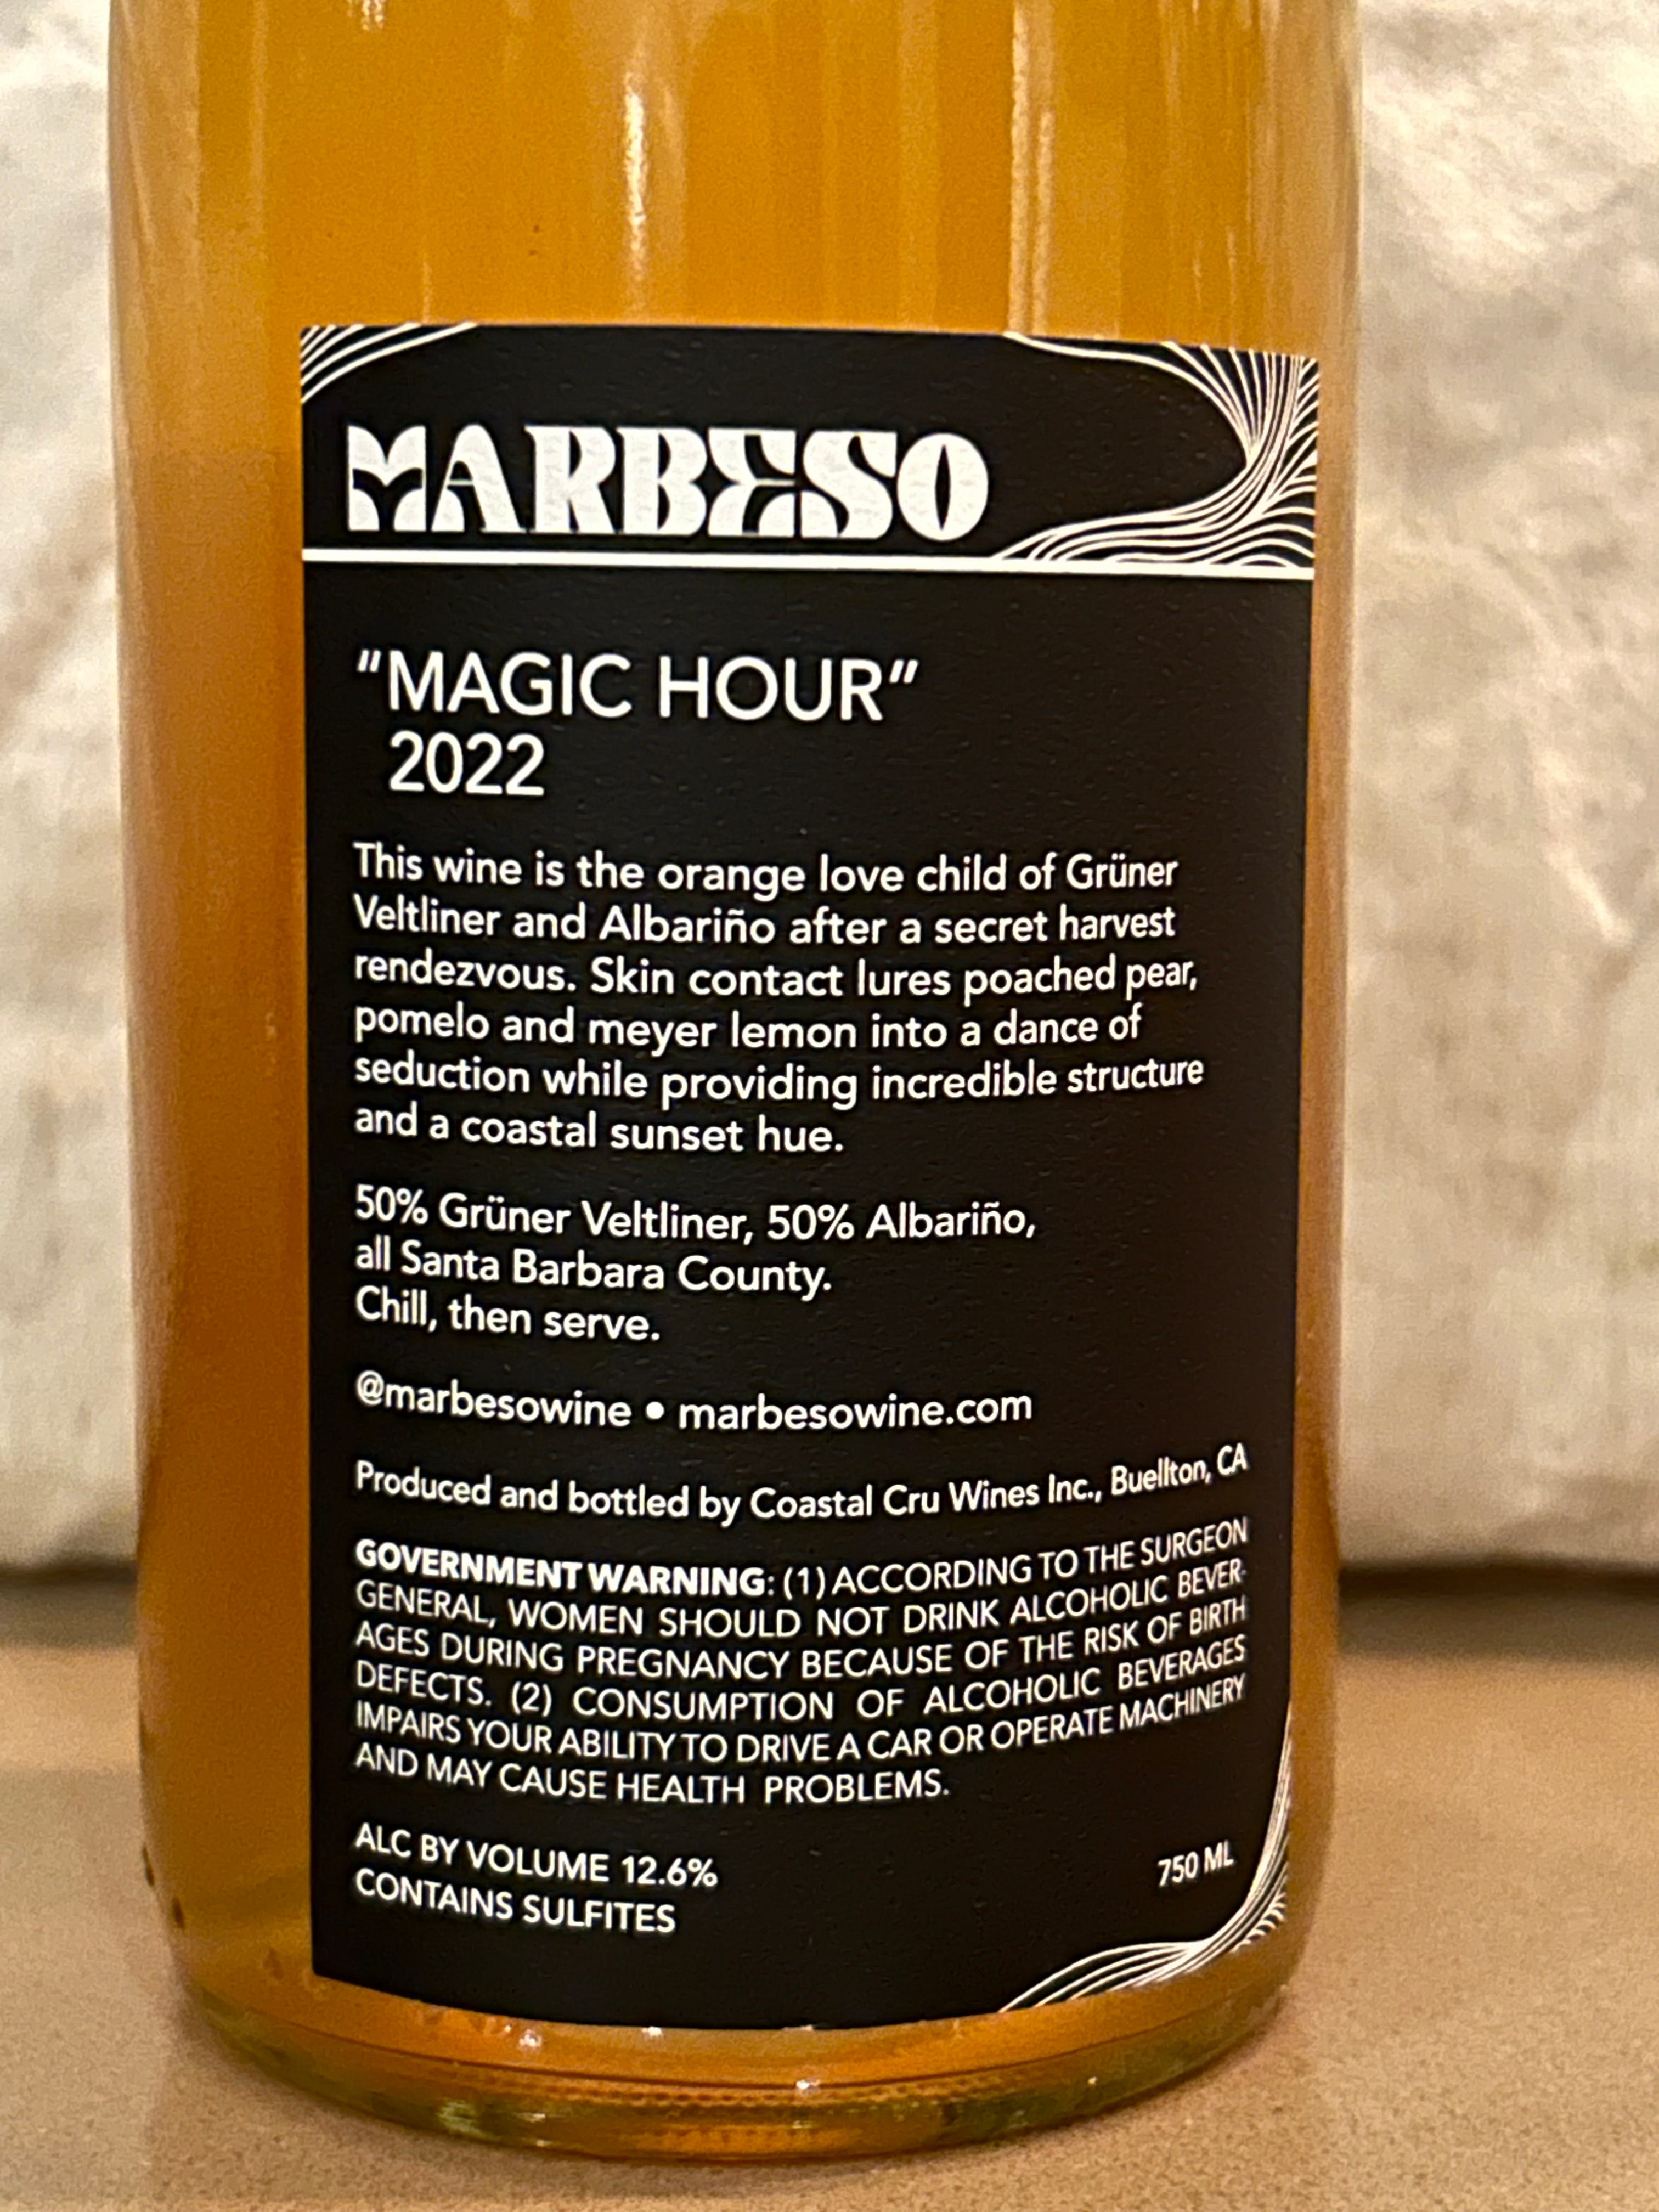 MARBESO
“MAGIC HOUR”
2022
This wine is the orange love child of Grüner
Veltliner and Albariño after a secret harvest
rendezvous. Skin contact lures poached pear,
pomelo and meyer lemon into a dance of
seduction while providing incredible structure
and a coastal sunset hue.
50% Grüner Veltliner, 50% Albariño,
all Santa Barbara County.
Chill, then serve.
@marbesowine • marbesowine.com
Produced and bottled by Coastal Cru Wines Inc., Buellton, CA
GOVERNMENT WARNING: (1) ACCORDING TO THE SURGEON
GENERAL, WOMEN SHOULD NOT DRINK ALCOHOLIC BEVER-
AGES DURING PREGNANCY BECAUSE OF THE RISK OF BIRTH
DEFECTS. (2) CONSUMPTION OF ALCOHOLIC BEVERAGES
IMPAIRS YOUR ABILITY TO DRIVE A CAR OR OPERATE MACHINERY
AND MAY CAUSE HEALTH PROBLEMS.
ALC BY VOLUME 12.6%
CONTAINS SULFITES
750 ML